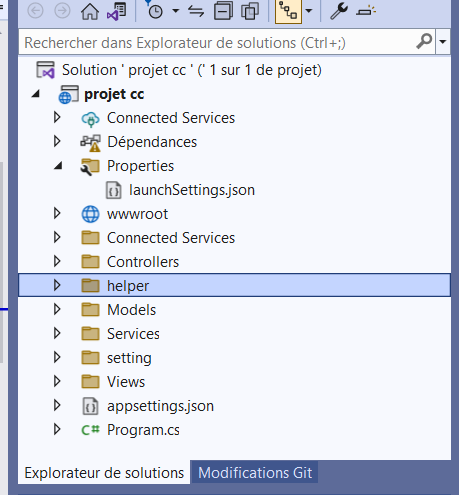 Rechercher dans Explorateur de solutions (Ctrl+;)
Solution ' projet cc ' (' 1 sur 1 de projet)
projet cc
Connected Services
Dépendances
Properties
launchSettings.json
wwwroot
Connected Services
Controllers
helper
Models
Services
setting
Views
appsettings.json
C# Program.cs
Explorateur de solutions Modifications Git